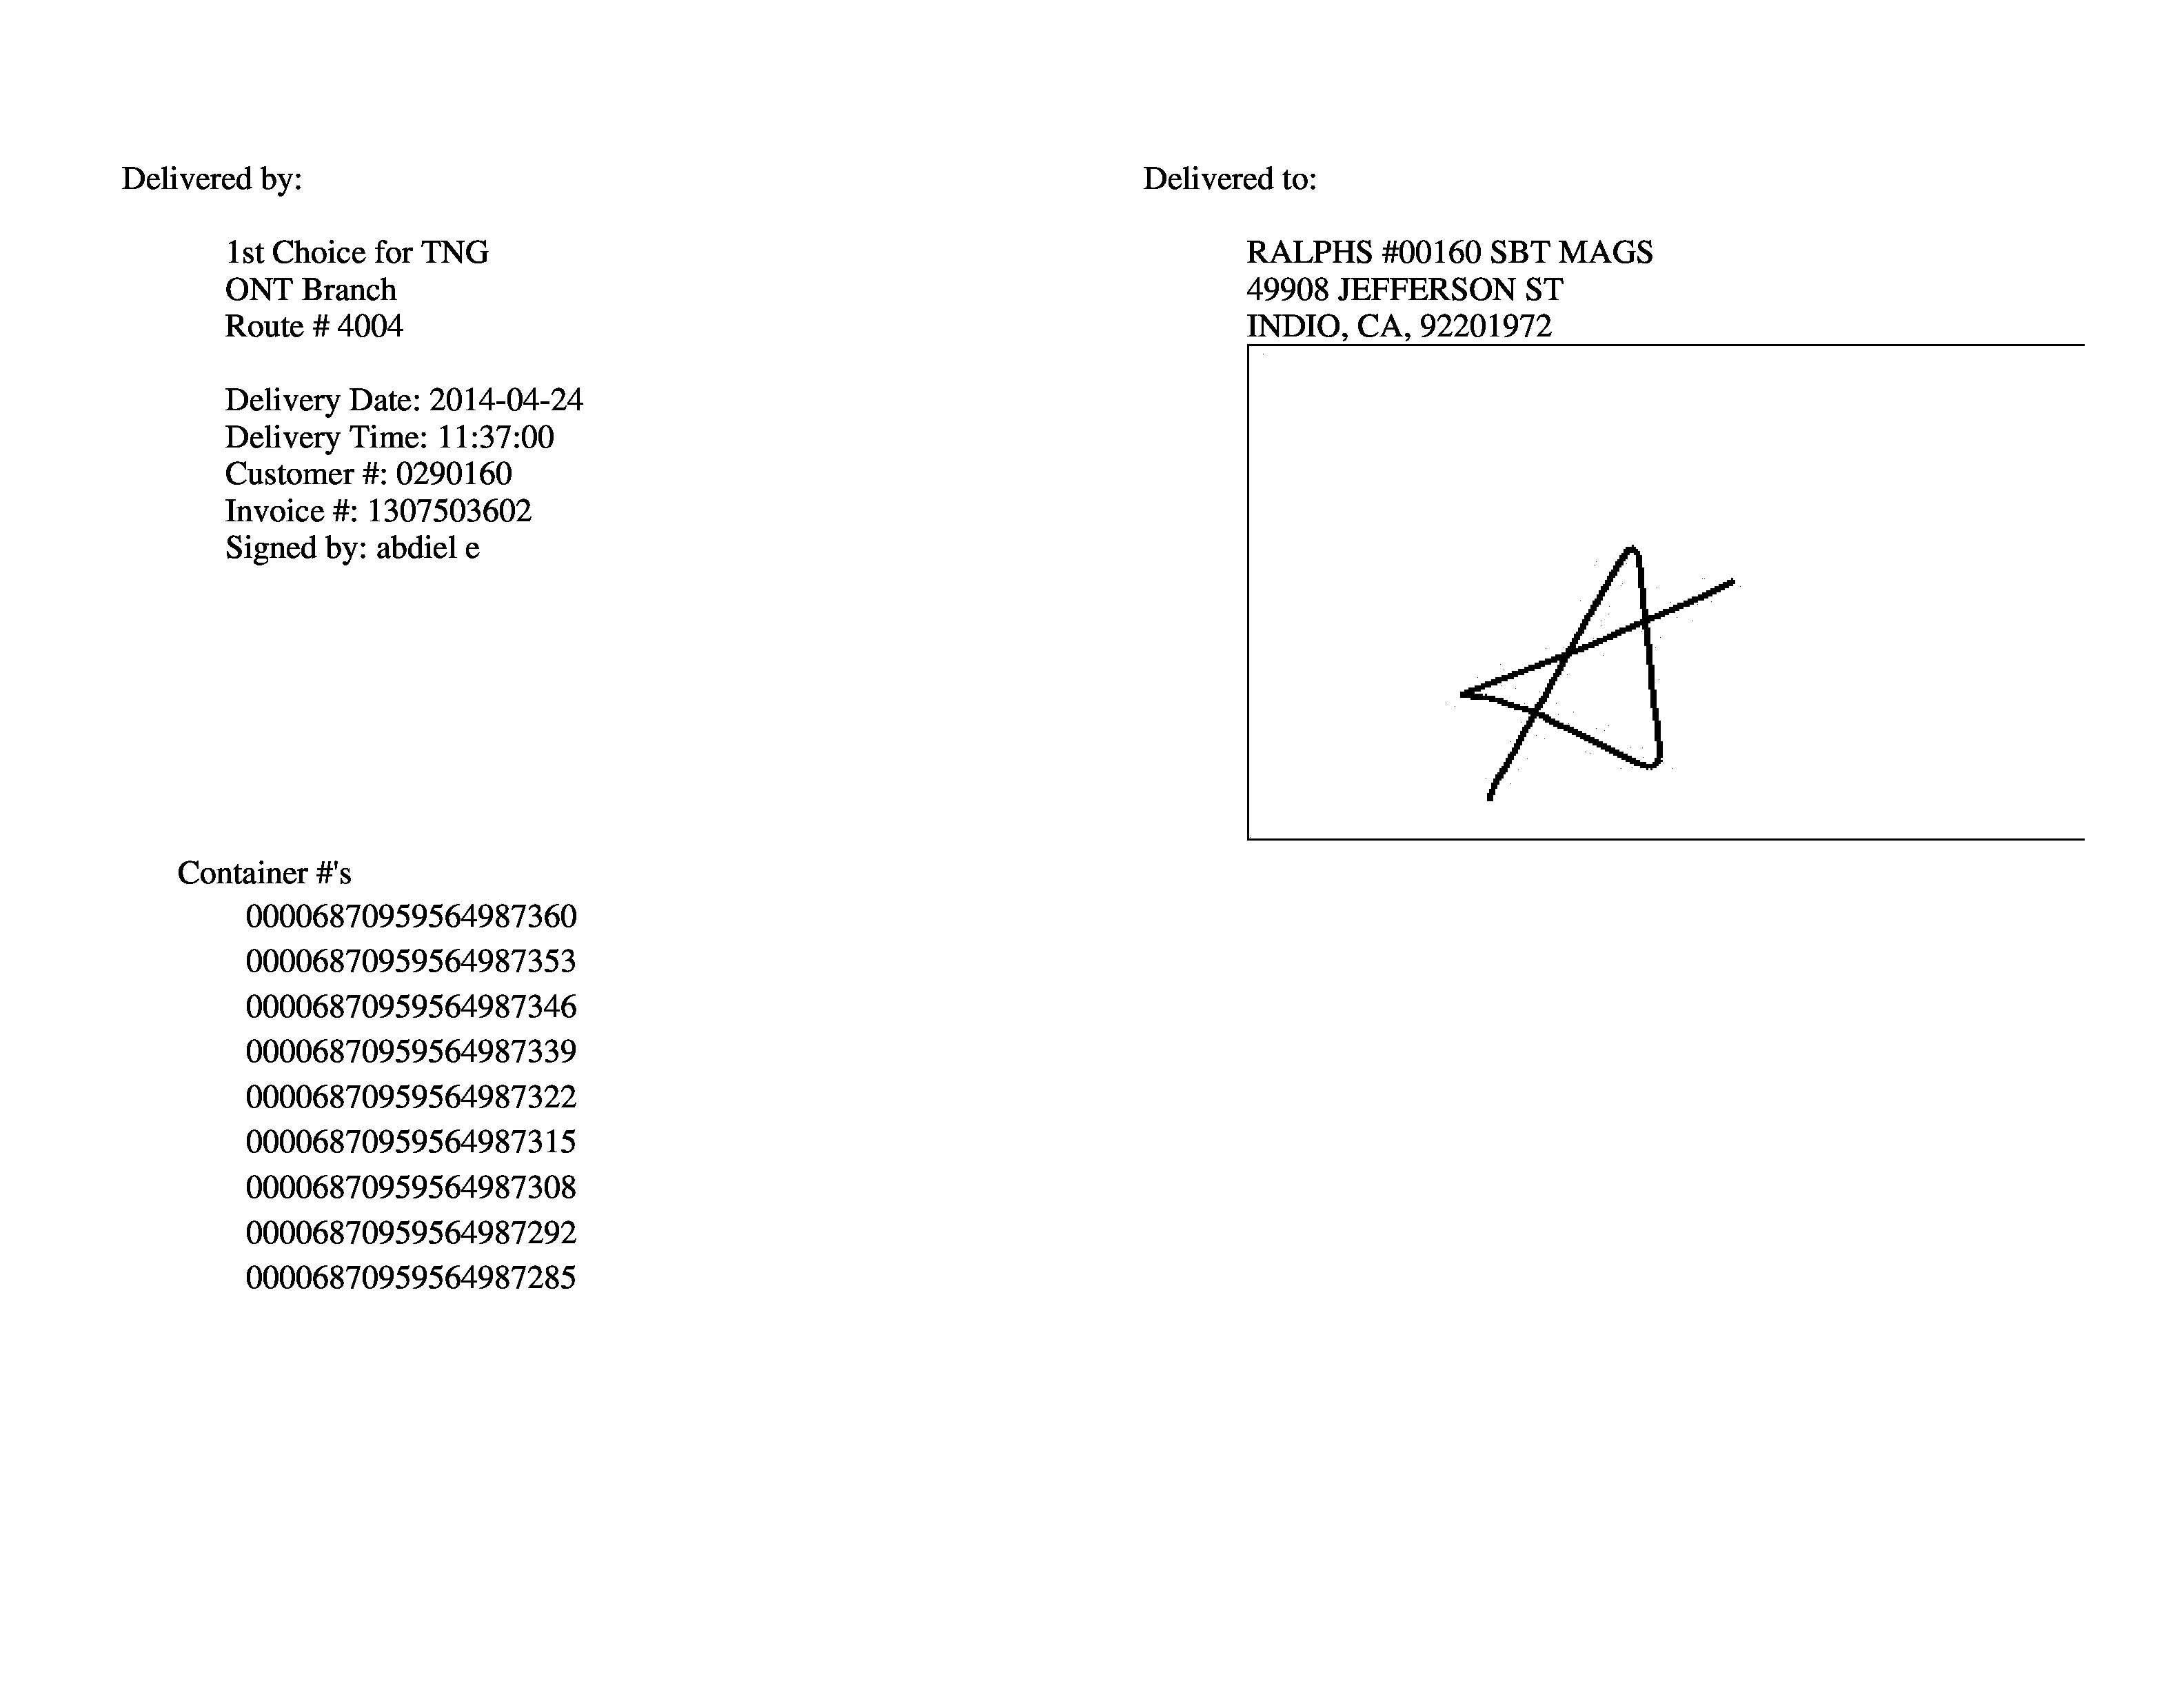 Delivered by:
1st Choice for TNG
ONT Branch
Route # 4004
Delivery Date: 2014-04-24
Delivery Time: 11:37:00
Customer #: 0290160
Invoice #: 1307503602
Signed by: abdiel e
Delivered to:
RALPHS #00160 SBT MAGS
49908 JEFFERSON ST
INDIO, CA, 92201972
Container #'s
00006870959564987360
00006870959564987353
00006870959564987346
00006870959564987339
00006870959564987322
00006870959564987315
00006870959564987308
00006870959564987292
00006870959564987285